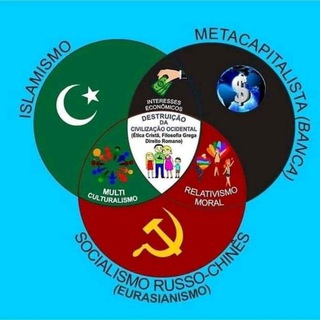 ISLAMISMO
METACAPITALISTA (BANCA)
INTERESSES
ECONÔMICOS
DESTRUIÇÃO
DA
CIVILIZAÇÃO OCIDENTAL
(Ética Cristã, Filosofia Grega
Direito Romano)
MULTI
CULTURALISMO
RELATIVISMO
MORAL
SOCIALISMO RUSSO-CHINÊS
(EURASIANISMO)